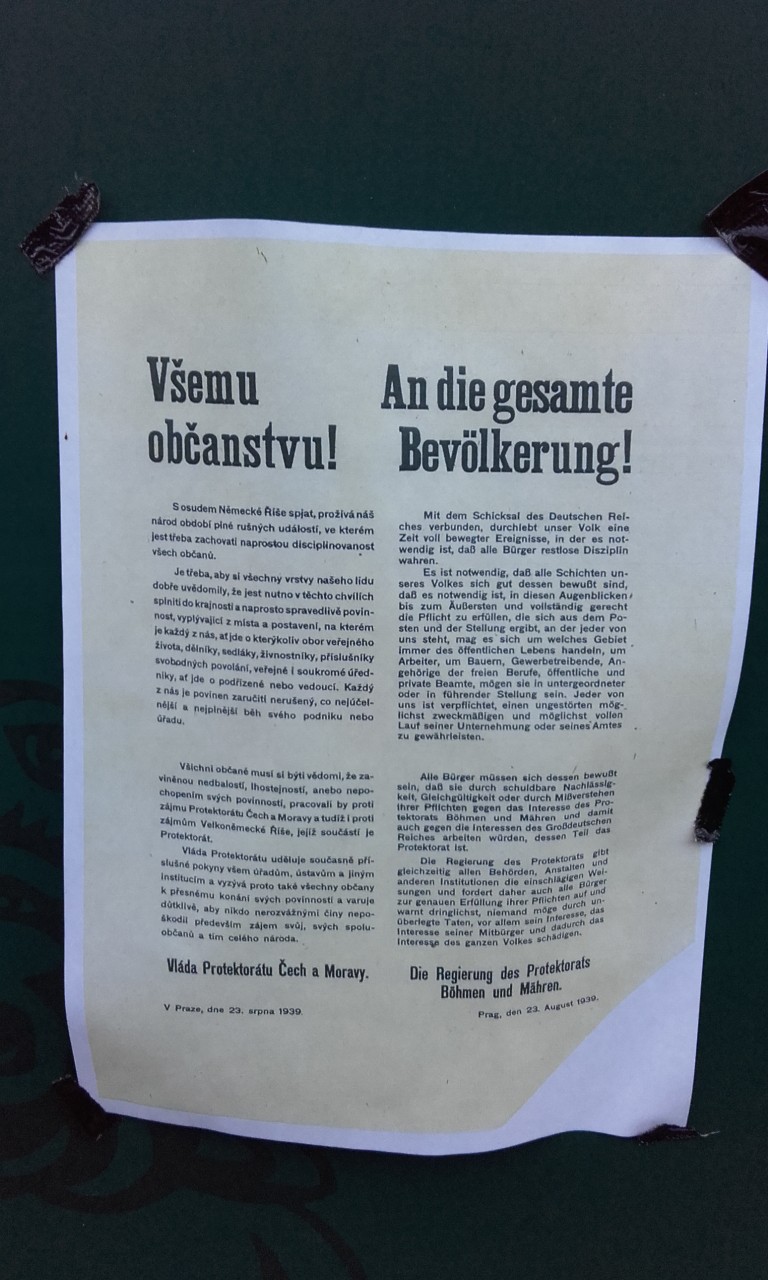 Všemu
občanstvu!
S osudem Německé Říše spjat, prožívá náš
národ období plné rušných událostí, ve kterém
jest třeba zachovati naprostou disciplinovanost
všech občanů.
Je třeba, aby si všechny vrstvy našeho lidu
dobře uvědomily, že jest nutno v těchto chvílích
splniti do krajnosti a naprosto spravedlivě povin-
nost, vyplývající z místa a postavení, na kterém
je každý z nás, ať jde o kterýkoliv obor veřejného
života, dělníky, sedláky, živnostníky, příslušníky
svobodných povolání, veřejné i soukromé úřed-
níky, ať jde o podřízené nebo vedoucí. Každý
z nás je povinen zaručiti nerušený, co nejúčel-
nější a nejplnější běh svého podniku nebo
úřadu.
Všichni občané musí si býti vědomi, že za-
viněnou nedbalostí, lhostejností, anebo nepo-
chopením svých povinností, pracovali by proti
zájmu Protektorátu Čech a Moravy a tudíž i proti
zájmům Velkoněmecké Říše, jejíž součástí je
Protektorát.
Vláda Protektorátu uděluje současně pří-
slušné pokyny všem úřadům, ústavům a jiným
institucím a vyzývá proto také všechny občany
k přesnému konání svých povinností a varuje
důtklivě, aby nikdo nerozvážnými činy nepo-
škodil především zájem svůj, svých spolu-
občanů a tím celého národa.
Vláda Protektorátu Čech a Moravy.
V Praze, dne 23. srpna 1939.
An die gesamte
Bevölkerung!
Mit dem Schicksal des Deutschen Rei-
ches verbunden, durchlebt unser Volk eine
Zeit voll bewegter Ereignisse, in der es not-
wendig ist, daß alle Bürger restlose Disziplin
wahren.
Es ist notwendig, daß alle Schichten un-
seres Volkes sich gut dessen bewußt sind,
daß es notwendig ist, in diesen Augenblicken
bis zum Äußersten und vollständig gerecht
die Pflicht zu erfüllen, die sich aus dem Po-
sten und der Stellung ergibt, an der jeder von
uns steht, mag es sich um welches Gebiet
immer des öffentlichen Lebens handeln, um
Arbeiter, um Bauern, Gewerbetreibende, An-
gehörige der freien Berufe, öffentliche und
private Beamte, mögen sie in untergeordneter
oder in führender Stellung sein. Jeder von
uns ist verpflichtet, einen ungestörten mög-
lichst zweckmäßigen und möglichst vollen
Lauf seiner Unternehmung oder seines Amtes
zu gewährleisten.
Alle Bürger müssen sich dessen bewußt
sein, daß sie durch schuldbare Nachlässig-
keit, Gleichgültigkeit oder durch Mißverstehen
ihrer Pflichten gegen das Interesse des Pro-
tektorats Böhmen und Mähren und damit
auch gegen die Interessen des Großdeutschen
Reiches arbeiten würden, dessen Teil das
Protektorat ist.
Die Regierung des Protektorats gibt
gleichzeitig allen Behörden, Anstalten und
anderen Institutionen die einschlägigen Wei-
sungen und fordert daher auch alle Bürger
zur genauen Erfüllung ihrer Pflichten auf und
warnt dringlichst, niemand möge durch un-
überlegte Taten, vor allem sein Interesse, das
Interesse seiner Mitbürger und dadurch das
Interesse des ganzen Volkes schädigen.
Die Regierung des Protektorats
Böhmen und Mähren.
Prag, den 23. August 1939.